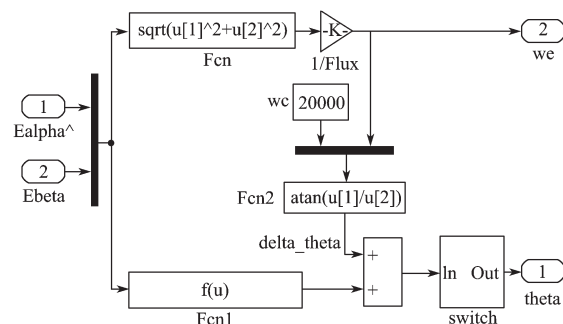 sqrt(u[1]^2+u[2]^2)
Fcn
-K-
1/Flux
2
we
wc
20000
1
Ealpha^
2
Ebeta
Fcn2
atan(u[1]/u[2])
delta_theta
+
+
f(u)
Fcn1
ln Out
switch
1
theta